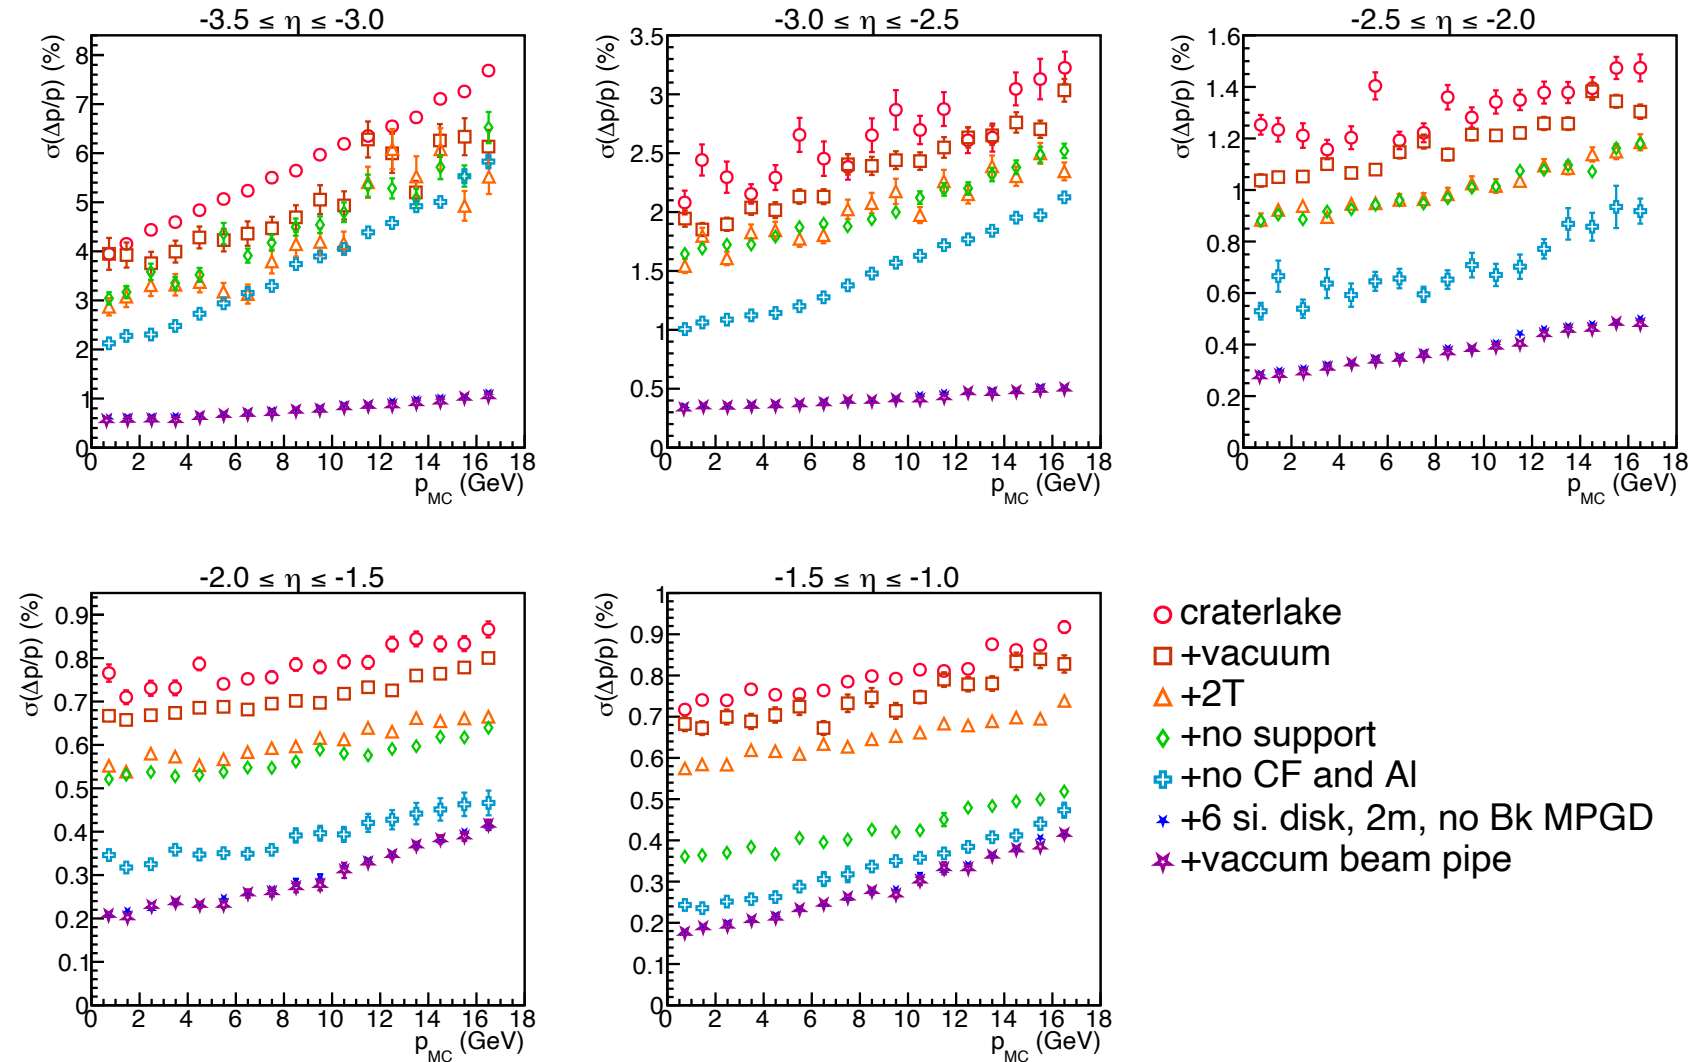 -3.5 ≤ η ≤ -3.0
σ(Δp/p) (%)
8
7
6
5
4
3
2
1
0
0 2 4 6 8 10 12 14 16 18
p_MC (GeV)
-3.0 ≤ η ≤ -2.5
σ(Δp/p) (%)
3.5
3
2.5
2
1.5
1
0.5
0
0 2 4 6 8 10 12 14 16 18
p_MC (GeV)
-2.5 ≤ η ≤ -2.0
σ(Δp/p) (%)
1.6
1.4
1.2
1
0.8
0.6
0.4
0.2
0
0 2 4 6 8 10 12 14 16 18
p_MC (GeV)
-2.0 ≤ η ≤ -1.5
σ(Δp/p) (%)
0.9
0.8
0.7
0.6
0.5
0.4
0.3
0.2
0.1
0
0 2 4 6 8 10 12 14 16 18
p_MC (GeV)
-1.5 ≤ η ≤ -1.0
σ(Δp/p) (%)
1
0.9
0.8
0.7
0.6
0.5
0.4
0.3
0.2
0.1
0
0 2 4 6 8 10 12 14 16 18
p_MC (GeV)
craterlake
+vacuum
+2T
+no support
+no CF and Al
+6 si. disk, 2m, no Bk MPGD
+vaccum beam pipe